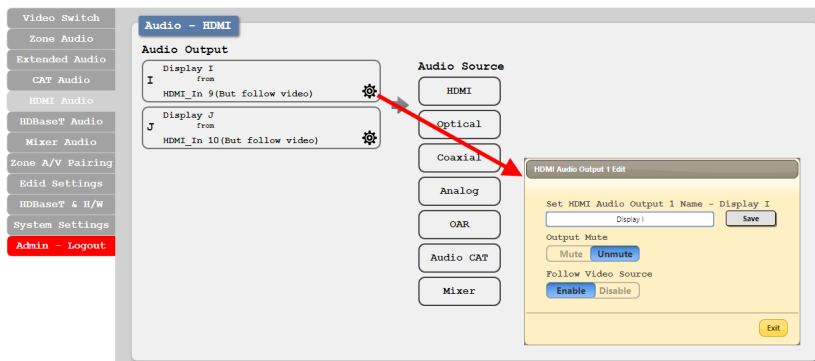 Video Switch
Zone Audio
Extended Audio
CAT Audio
HDMI Audio
HDBaseT Audio
Mixer Audio
Zone A/V Pairing
Edid Settings
HDBaseT & H/W
System Settings
Admin - Logout
Audio - HDMI
Audio Output
Display I
I
from
HDMI_In 9(But follow video)
Display J
J
from
HDMI_In 10(But follow video)
Audio Source
HDMI
Optical
Coaxial
Analog
OAR
Audio CAT
Mixer
HDMI Audio Output 1 Edit
Set HDMI Audio Output 1 Name - Display I
Display I Save
Output Mute
Mute Unmute
Follow Video Source
Enable Disable
Exit